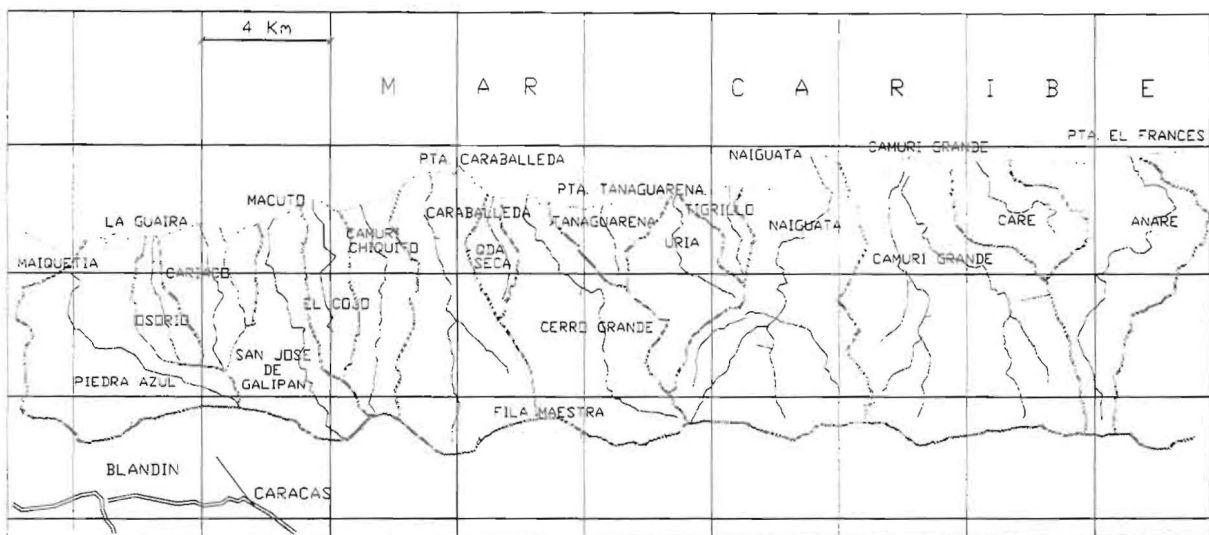 4 Km
MAR CARIBE
PTA. EL FRANCES
CAMURI GRANDE
NAIGUATA
PTA. CARABALLEDA
PTA. TANAGUARENA
MACUTO
CARABALLEDA
TANAGUARENA
TIGRILLO
LA GUAIRA
CAMURI
CHIQUITO
NAIGUATA
CARE
ANARE
URIA
QDA
SECA
MAIQUETIA
CAMURI GRANDE
EL COJO
OSORIO
CERRO GRANDE
SAN JOSE
DE
GALIPAN
PIEDRA AZUL
FILA MAESTRA
BLANDIN
CARACAS